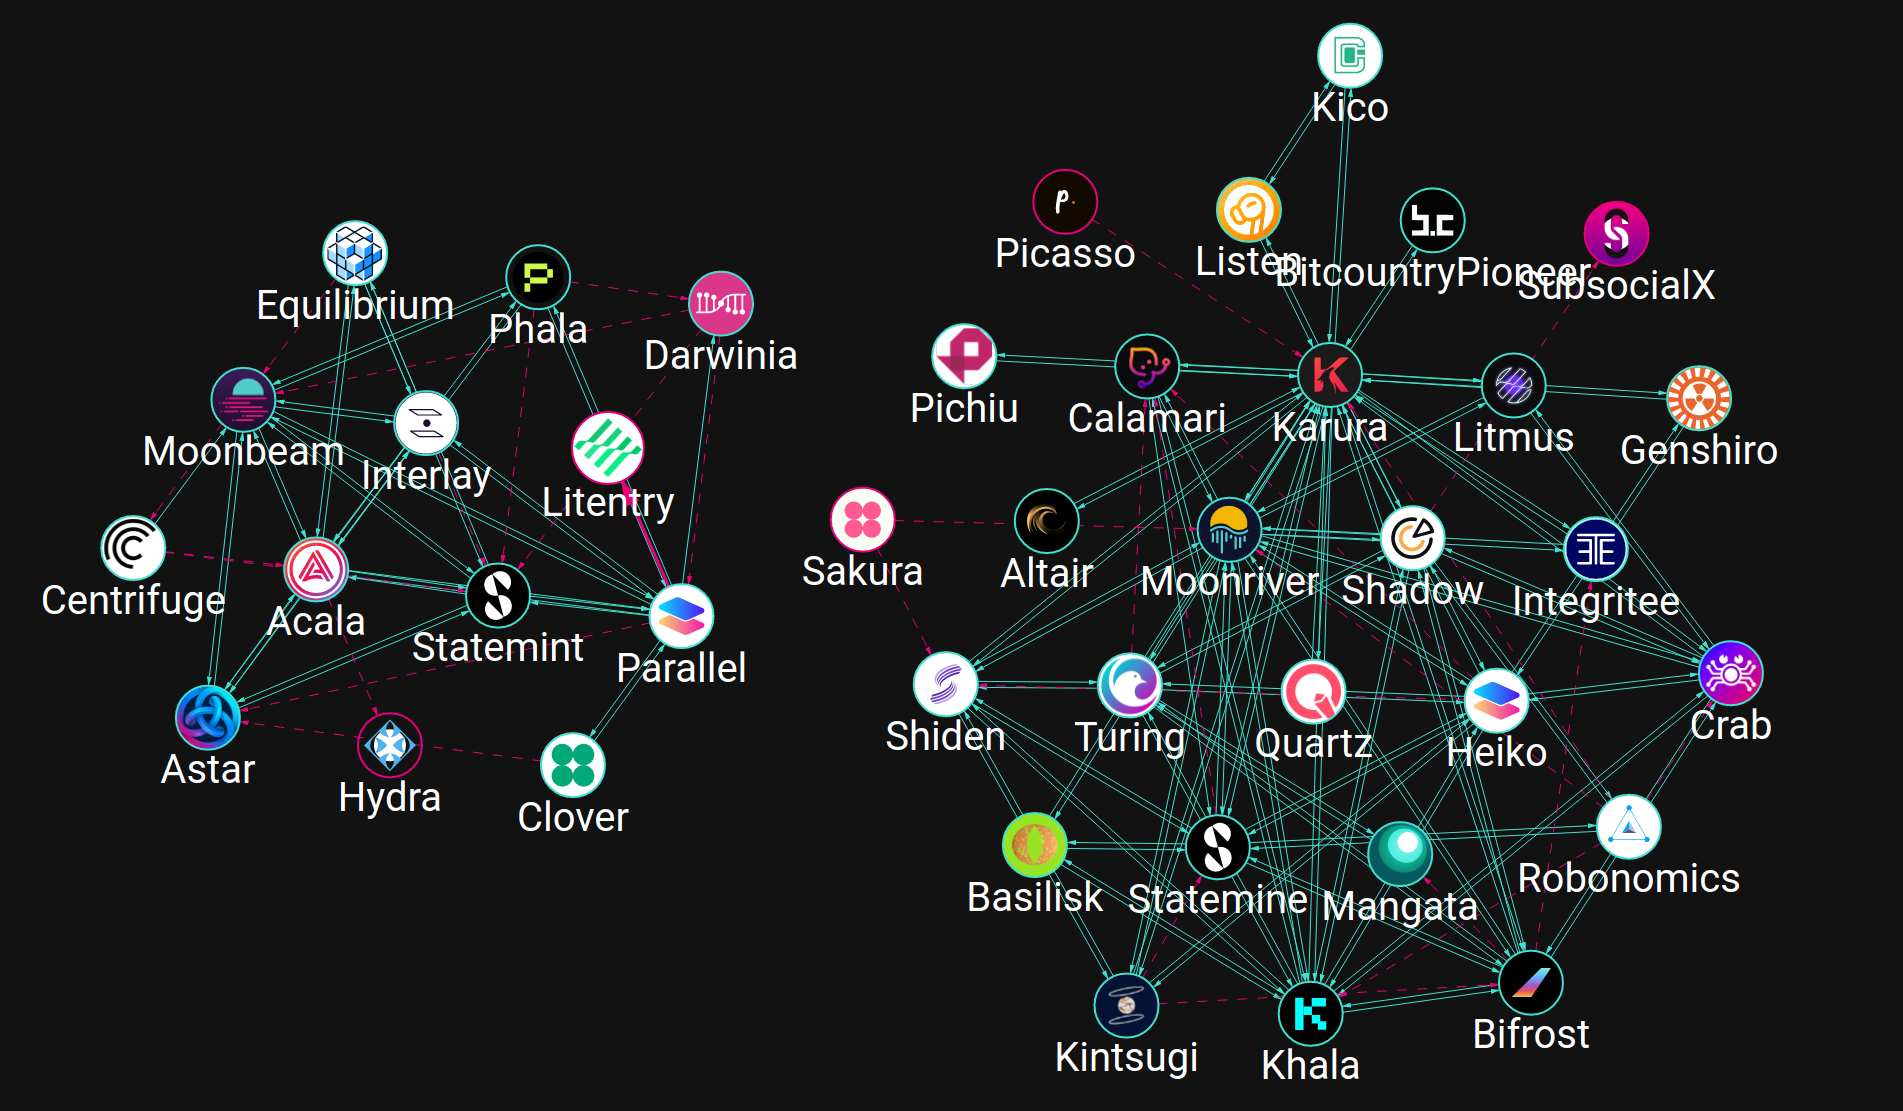 Kico
Picasso
Listen
BitcountryPioneer
SubsocialX
Equilibrium
Phala
Darwinia
Pichiu
Calamari
Karura
Litmus
Genshiro
Moonbeam
Interlay
Litentry
Sakura
Altair
Moonriver
Shadow
Integritee
Centrifuge
Acala
Statemint
Parallel
Shiden
Turing
Quartz
Heiko
Crab
Astar
Hydra
Clover
Basilisk
Statemine
Mangata
Robonomics
Kintsugi
Khala
Bifrost